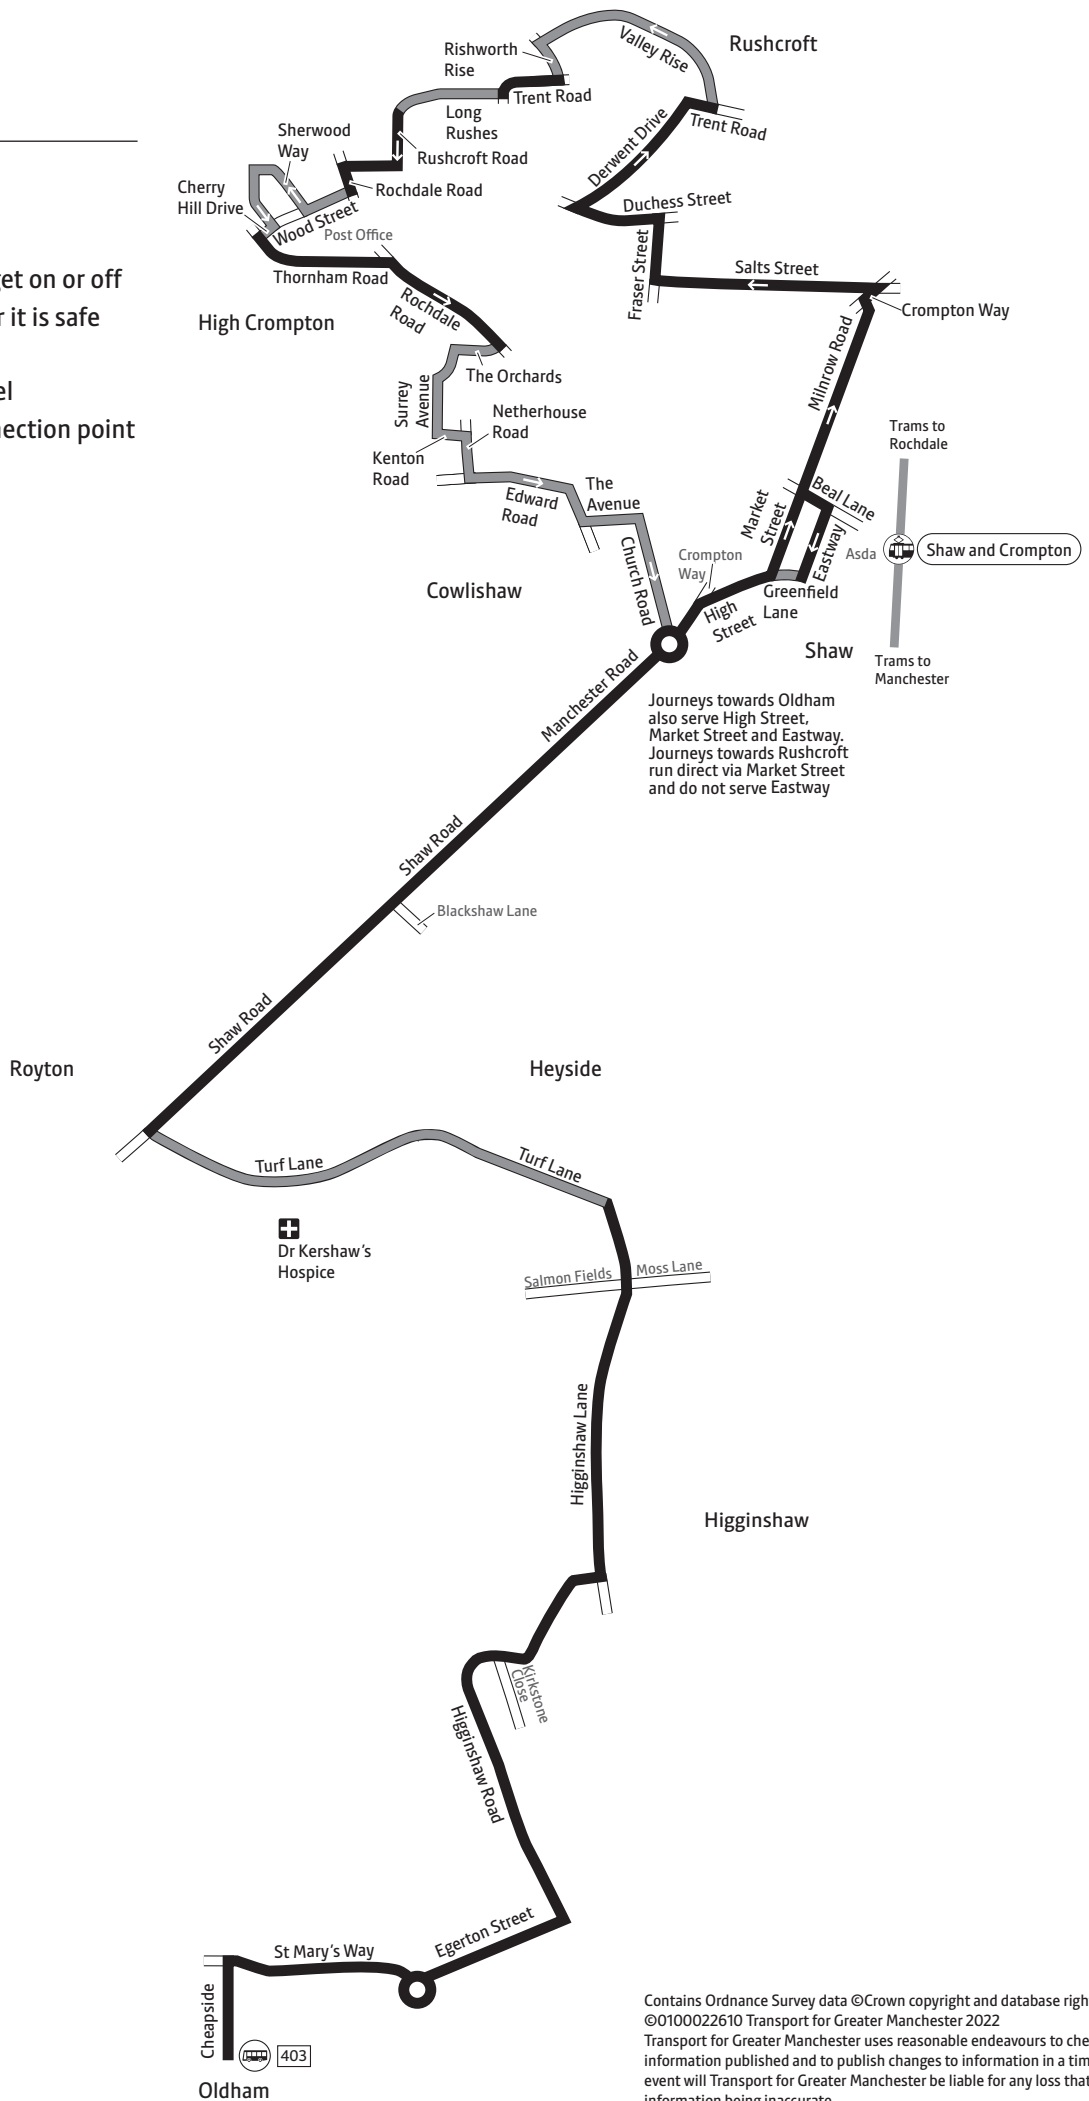 Rushcroft
Valley Rise
Rishworth
Rise
Trent Road
Trent Road
Long
Rushes
Derwent Drive
Sherwood
Way
Rushcroft Road
Rochdale Road
Cherry
Hill Drive
Wood Street
Post Office
Duchess Street
Fraser Street
Salts Street
Crompton Way
Thornham Road
Rochdale
Road
get on or off
r it is safe
High Crompton
el
nection point
The Orchards
Surrey
Avenue
Netherhouse
Road
Kenton
Road
Edward
Road
The
Avenue
Church Road
Milnrow Road
Trams to
Rochdale
Beal Lane
Market
Street
Eastway
Asda
Shaw and Crompton
Crompton
Way
Greenfield
Lane
High
Street
Cowlishaw
Shaw
Trams to
Manchester
Manchester Road
Journeys towards Oldham
also serve High Street,
Market Street and Eastway.
Journeys towards Rushcroft
run direct via Market Street
and do not serve Eastway
Shaw Road
Blackshaw Lane
Shaw Road
Royton
Heyside
Turf Lane
Turf Lane
Dr Kershaw's
Hospice
Salmon Fields
Moss Lane
Higginshaw Lane
Higginshaw
Kirkstone
Close
Higginshaw Road
Egerton Street
St Mary's Way
Cheapside
403
Oldham
Contains Ordnance Survey data ©Crown copyright and database righ
©0100022610 Transport for Greater Manchester 2022
Transport for Greater Manchester uses reasonable endeavours to che
information published and to publish changes to information in a tim
event will Transport for Greater Manchester be liable for any loss that
information being inaccurate